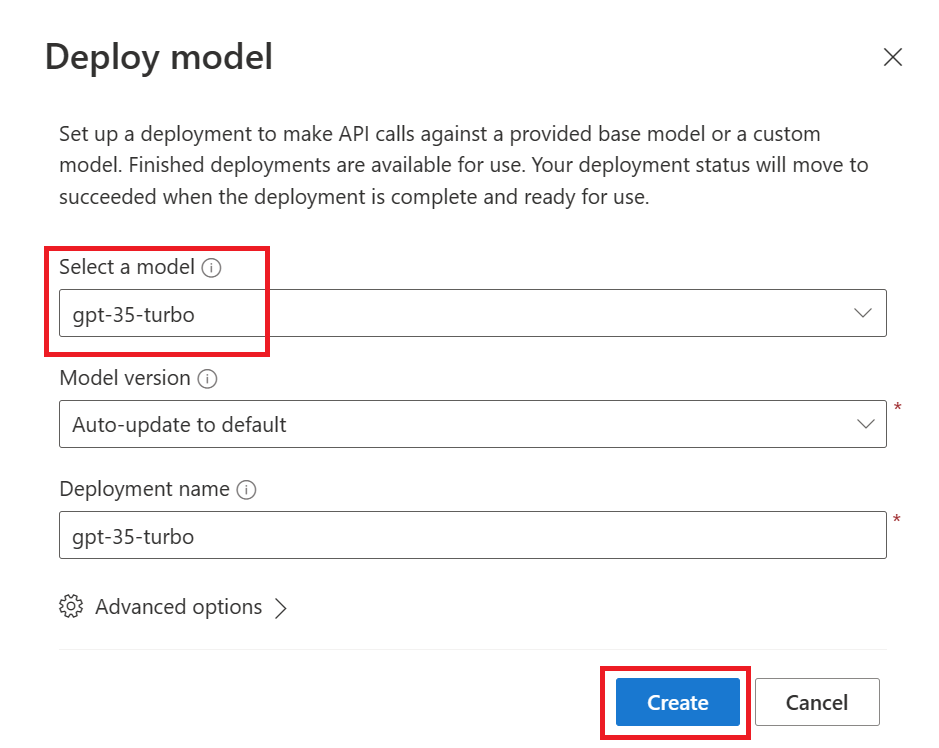 Deploy model
Set up a deployment to make API calls against a provided base model or a custom
model. Finished deployments are available for use. Your deployment status will move to
succeeded when the deployment is complete and ready for use.
Select a model
gpt-35-turbo
Model version
Auto-update to default
*
Deployment name
gpt-35-turbo
*
Advanced options
Create
Cancel